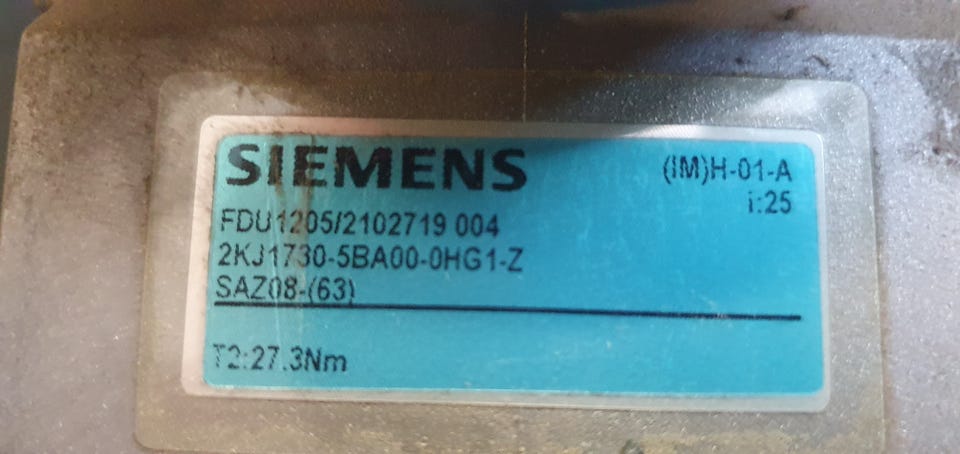 SIEMENS
(IM)H-01-A
i:25
FDU1205/2102719 004
2KJ1730-5BA00-0HG1-Z
SAZ08-(63)
T2:27.3Nm